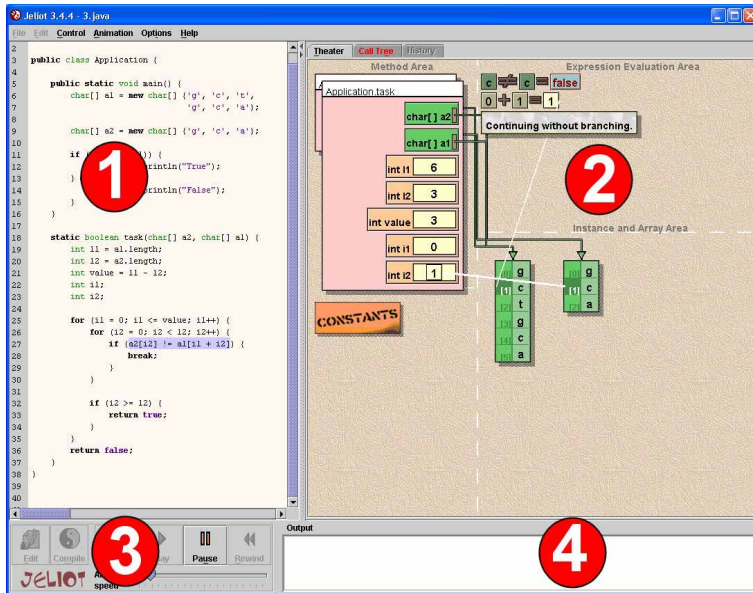 Jeliot 3.4.4 - 3.java
File Edit Control Animation Options Help
2
3 public class Application {
4
5 public static void main() {
6 char[] a1 = new char[] {'g', 'c', 't',
7 'g', 'c', 'a'};
8
9 char[] a2 = new char[] {'g', 'c', 'a'};
10
11 if ( )) {
12 println("True");
13 }
14 println("False");
15 }
16 }
17
18 static boolean task(char[] a2, char[] a1) {
19 int l1 = a1.length;
20 int l2 = a2.length;
21 int value = l1 - l2;
22 int i1;
23 int i2;
24
25 for (i1 = 0; i1 <= value; i1++) {
26 for (i2 = 0; i2 < l2; i2++) {
27 if (a2[i2] != a1[i1 + i2]) {
28 break;
29 }
30 }
31
32 if (i2 >= l2) {
33 return true;
34 }
35 }
36 return false;
37 }
38 }
39
40
1
Theater Call Tree History
Method Area
Expression Evaluation Area
A
Application.task
char[] a2
char[] a1
int l1 6
int l2 3
int value 3
int i1 0
int i2 1
c ≠ c = false
0 + 1 = 1
Continuing without branching.
2
Instance and Array Area
[0] g
[1] c
[2] t
[3] g
[4] c
[5] a
[0] g
[1] c
[2] a
CONSTANTS
Edit Compile Pause Rewind
JELIOT
speed
3
Output
4